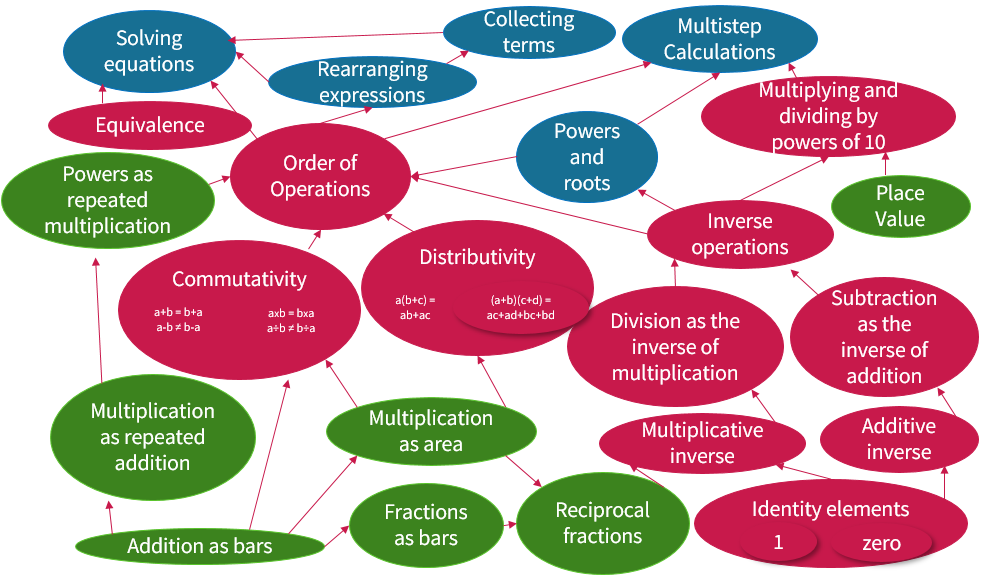 Solving
equations
Collecting
terms
Multistep
Calculations
Rearranging
expressions
Equivalence
Multiplying and
dividing by
powers of 10
Powers
and
roots
Order of
Operations
Powers as
repeated
multiplication
Place
Value
Inverse
operations
Commutativity
a+b = b+a
a-b ≠ b-a
axb = bxa
a÷b ≠ b÷a
Distributivity
a(b+c) =
ab+ac
(a+b)(c+d) =
ac+ad+bc+bd
Division as the
inverse of
multiplication
Subtraction
as the
inverse of
addition
Multiplication
as repeated
addition
Multiplication
as area
Multiplicative
inverse
Additive
inverse
Addition as bars
Fractions
as bars
Reciprocal
fractions
Identity elements
1
zero